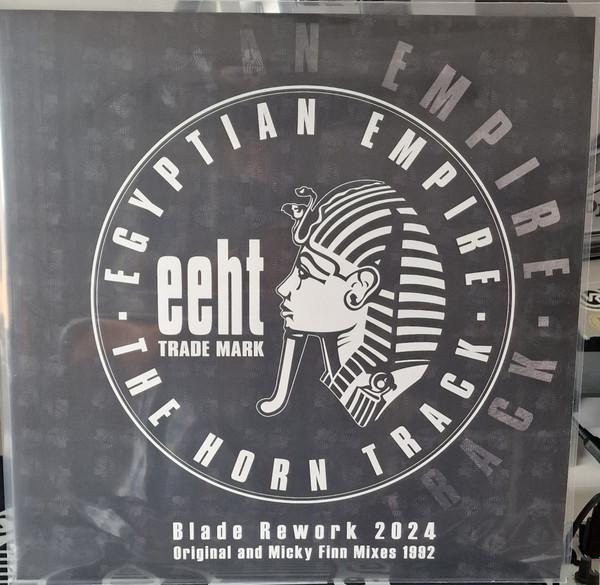 AN EMPIRE · K
TRACK
EGYPTIAN EMPIRE
· THE HORN TRACK ·
eeht
TRADE MARK
Blade Rework 2024
Original and Micky Finn Mixes 1992